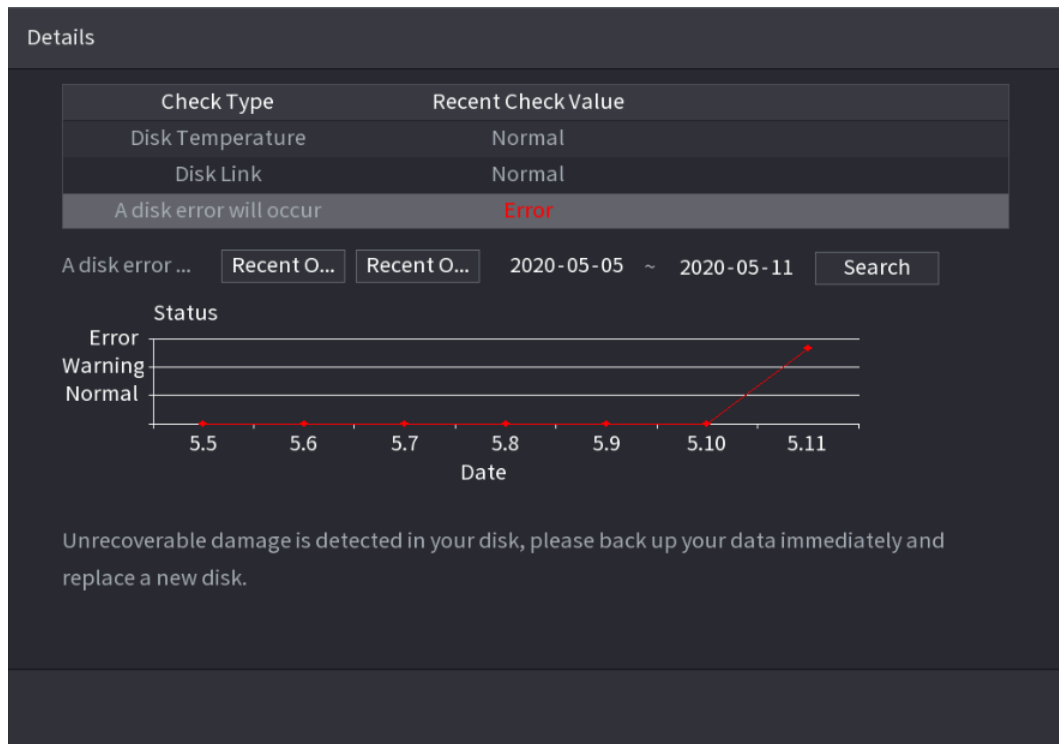 Details
Check Type Recent Check Value
Disk Temperature Normal
Disk Link Normal
A disk error will occur Error
A disk error ... Recent O... Recent O... 2020-05-05 ~ 2020-05-11 Search
Status
Error
Warning
Normal
5.5 5.6 5.7 5.8 5.9 5.10 5.11
Date
Unrecoverable damage is detected in your disk, please back up your data immediately and
replace a new disk.